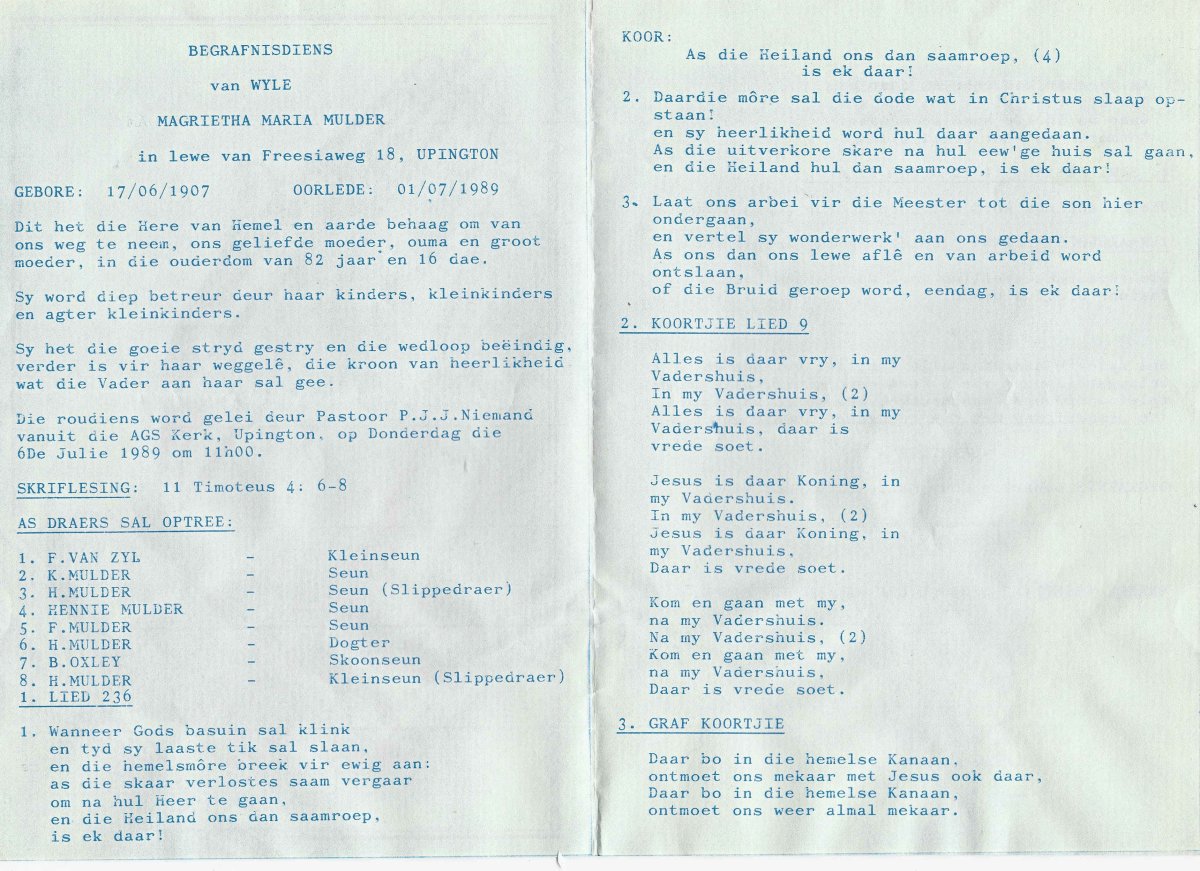 BEGRAFNISDIENS
van WYLE
MAGRIETHA MARIA MULDER
in lewe van Freesiaweg 18, UPINGTON
GEBORE: 17/06/1907 OORLEDE: 01/07/1989
Dit het die Here van Hemel en aarde behaag om van
ons weg te neem, ons geliefde moeder, ouma en groot
moeder, in die ouderdom van 82 jaar en 16 dae.
Sy word diep betreur deur haar kinders, kleinkinders
en agter kleinkinders.
Sy het die goeie stryd gestry en die wedloop beëindig,
verder is vir haar weggelê, die kroon van heerlikheid
wat die Vader aan haar sal gee.
Die roudiens word gelei deur Pastoor P.J.J.Niemand
vanuit die AGS Kerk, Upington, op Donderdag die
6De Julie 1989 om 11h00.
SKRIFLESING: 11 Timoteus 4: 6-8
AS DRAERS SAL OPTREE:
1. F.VAN ZYL - Kleinseun
2. K.MULDER - Seun
3. H.MULDER - Seun (Slippedraer)
4. HENNIE MULDER - Seun
5. F.MULDER - Seun
6. H.MULDER - Dogter
7. B.OXLEY - Skoonseun
8. H.MULDER - Kleinseun (Slippedraer)
1. LIED 236
1. Wanneer Gods basuin sal klink
en tyd sy laaste tik sal slaan,
en die hemelsmôre breek vir ewig aan:
as die skaar verlostes saam vergaar
om na hul Heer te gaan,
en die Heiland ons dan saamroep,
is ek daar!
KOOR:
As die Heiland ons dan saamroep, (4)
is ek daar!
2. Daardie môre sal die dode wat in Christus slaap op-
staan!
en sy heerlikheid word hul daar aangedaan.
As die uitverkore skare na hul eew'ge huis sal gaan,
en die Heiland hul dan saamroep, is ek daar!
3. Laat ons arbei vir die Meester tot die son hier
ondergaan,
en vertel sy wonderwerk' aan ons gedaan.
As ons dan ons lewe aflê en van arbeid word
ontslaan,
of die Bruid geroep word, eendag, is ek daar!
2. KOORTJIE LIED 9
Alles is daar vry, in my
Vadershuis,
In my Vadershuis, (2)
Alles is daar vry, in my
Vadershuis, daar is
vrede soet.
Jesus is daar Koning, in
my Vadershuis.
In my Vadershuis, (2)
Jesus is daar Koning, in
my Vadershuis,
Daar is vrede soet.
Kom en gaan met my,
na my Vadershuis.
Na my Vadershuis, (2)
Kom en gaan met my,
na my Vadershuis,
Daar is vrede soet.
3. GRAF KOORTJIE
Daar bo in die hemelse Kanaan,
ontmoet ons mekaar met Jesus ook daar,
Daar bo in die hemelse Kanaan,
ontmoet ons weer almal mekaar.